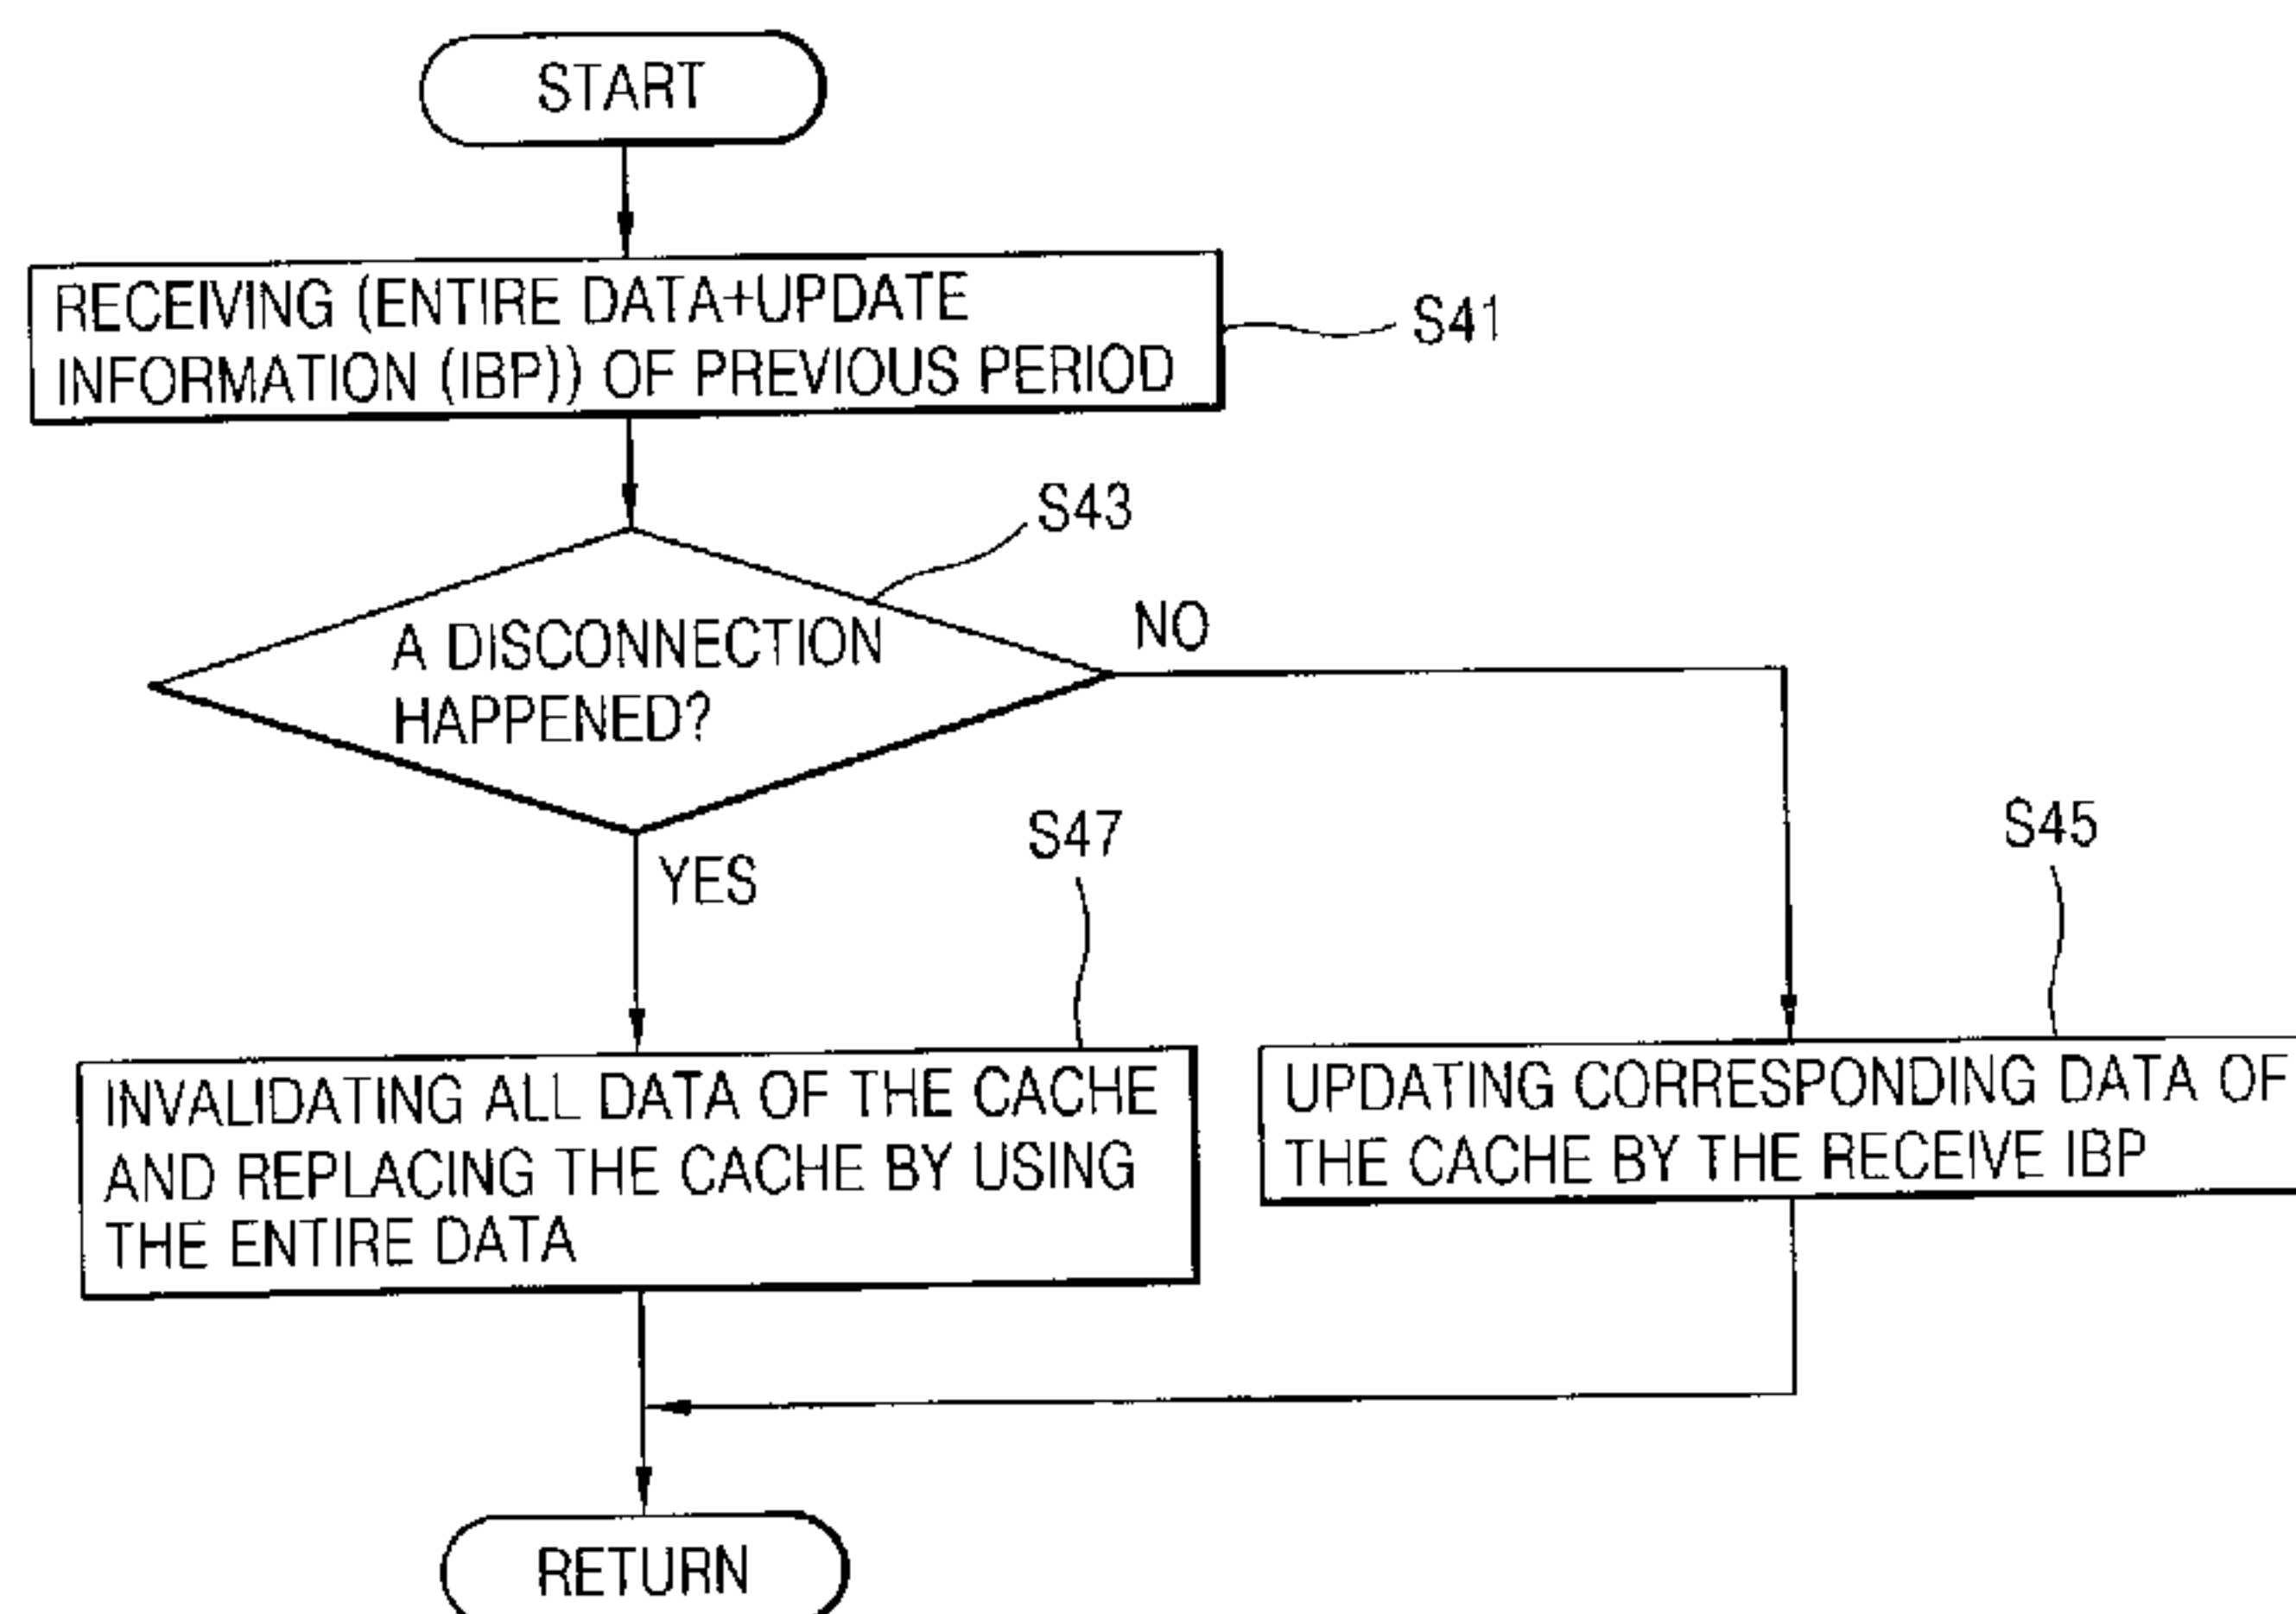 START
RECEIVING (ENTIRE DATA+UPDATE
INFORMATION (IBP)) OF PREVIOUS PERIOD
S41
S43
A DISCONNECTION
HAPPENED?
NO
YES
S47
S45
INVALIDATING ALL DATA OF THE CACHE
AND REPLACING THE CACHE BY USING
THE ENTIRE DATA
UPDATING CORRESPONDING DATA OF
THE CACHE BY THE RECEIVE IBP
RETURN